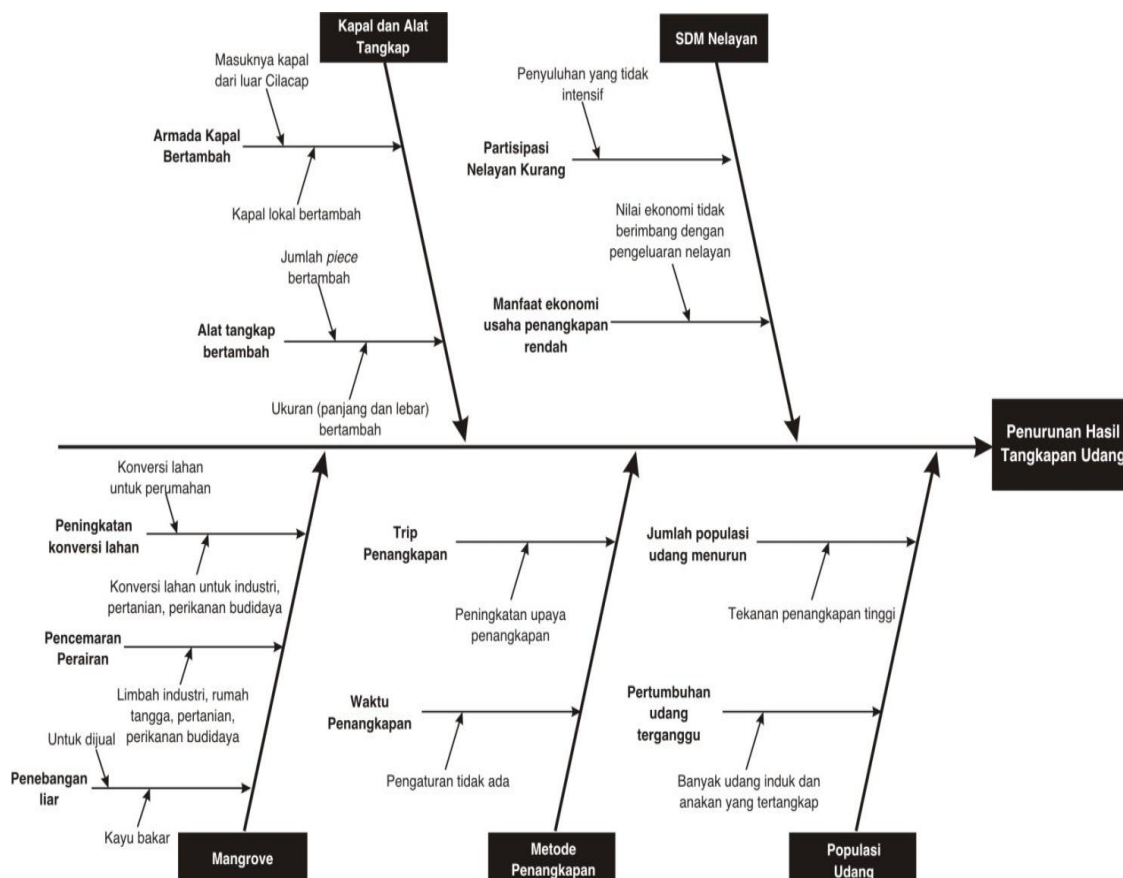 Kapal dan Alat
Tangkap
SDM Nelayan
Masuknya kapal
dari luar Cilacap
Armada Kapal
Bertambah
Kapal lokal bertambah
Jumlah piece
bertambah
Alat tangkap
bertambah
Ukuran (panjang dan lebar)
bertambah
Penyuluhan yang tidak
intensif
Partisipasi
Nelayan Kurang
Nilai ekonomi tidak
berimbang dengan
pengeluaran nelayan
Manfaat ekonomi
usaha penangkapan
rendah
Penurunan Hasil
Tangkapan Udang
Konversi lahan
untuk perumahan
Peningkatan
konversi lahan
Konversi lahan untuk industri,
pertanian, perikanan budidaya
Pencemaran
Perairan
Limbah industri, rumah
tangga, pertanian,
perikanan budidaya
Untuk dijual
Penebangan
liar
Kayu bakar
Mangrove
Trip
Penangkapan
Peningkatan upaya
penangkapan
Waktu
Penangkapan
Pengaturan tidak ada
Metode
Penangkapan
Jumlah populasi
udang menurun
Tekanan penangkapan tinggi
Pertumbuhan
udang
terganggu
Banyak udang induk dan
anakan yang tertangkap
Populasi
Udang